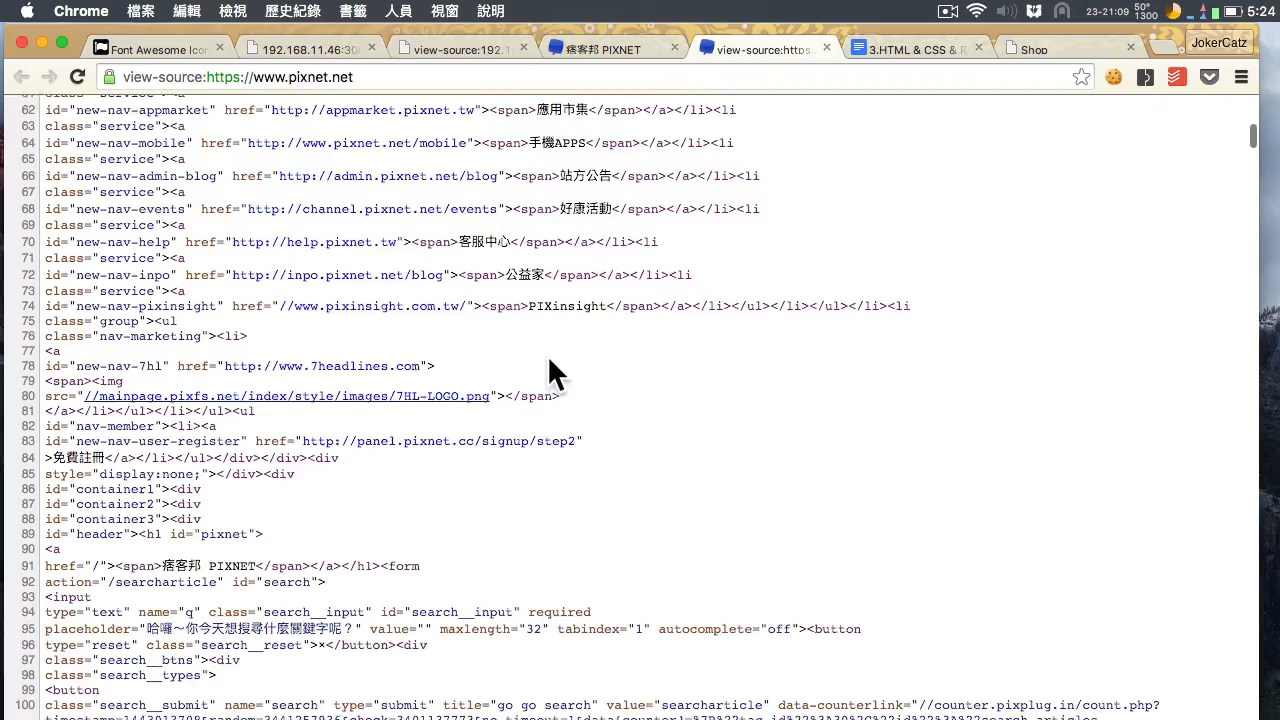 Chrome 檔案 編輯 檢視 歷史紀錄 書籤 人員 視窗 說明 23-21:09 50° 1300 5:24
Font Awesome Icon 192.168.11.46:30 view-source:192.1 痞客邦 PIXNET view-source:https: 3.HTML & CSS & R Shop JokerCatz
view-source:https://www.pixnet.net
62 id="new-nav-appmarket" href="http://appmarket.pixnet.tw"><span>應用市集</span></a></li><li
63 class="service"><a
64 id="new-nav-mobile" href="http://www.pixnet.net/mobile"><span>手機APPS</span></a></li><li
65 class="service"><a
66 id="new-nav-admin-blog" href="http://admin.pixnet.net/blog"><span>站方公告</span></a></li><li
67 class="service"><a
68 id="new-nav-events" href="http://channel.pixnet.net/events"><span>好康活動</span></a></li><li
69 class="service"><a
70 id="new-nav-help" href="http://help.pixnet.tw"><span>客服中心</span></a></li><li
71 class="service"><a
72 id="new-nav-inpo" href="http://inpo.pixnet.net/blog"><span>公益家</span></a></li><li
73 class="service"><a
74 id="new-nav-pixinsight" href="//www.pixinsight.com.tw/"><span>PIXinsight</span></a></li></ul></li></ul></li><li
75 class="group"><ul
76 class="nav-marketing"><li>
77 <a
78 id="new-nav-7hl" href="http://www.7headlines.com">
79 <span><img
80 src="//mainpage.pixfs.net/index/style/images/7HL-LOGO.png"></span>
81 </a></li></ul></li></ul><ul
82 id="nav-member"><li><a
83 id="new-nav-user-register" href="http://panel.pixnet.cc/signup/step2"
84 >免費註冊</a></li></ul></div></div><div
85 style="display:none;"></div><div
86 id="container1"><div
87 id="container2"><div
88 id="container3"><div
89 id="header"><h1 id="pixnet">
90 <a
91 href="/"><span>痞客邦 PIXNET</span></a></h1><form
92 action="/searcharticle" id="search">
93 <input
94 type="text" name="q" class="search__input" id="search__input" required
95 placeholder="哈囉～你今天想搜尋什麼關鍵字呢？" value="" maxlength="32" tabindex="1" autocomplete="off"><button
96 type="reset" class="search__reset">×</button><div
97 class="search__btns"><div
98 class="search__types">
99 <button
100 class="search__submit" name="search" type="submit" title="go go search" value="searcharticle" data-counterlink="//counter.pixplug.in/count.php?